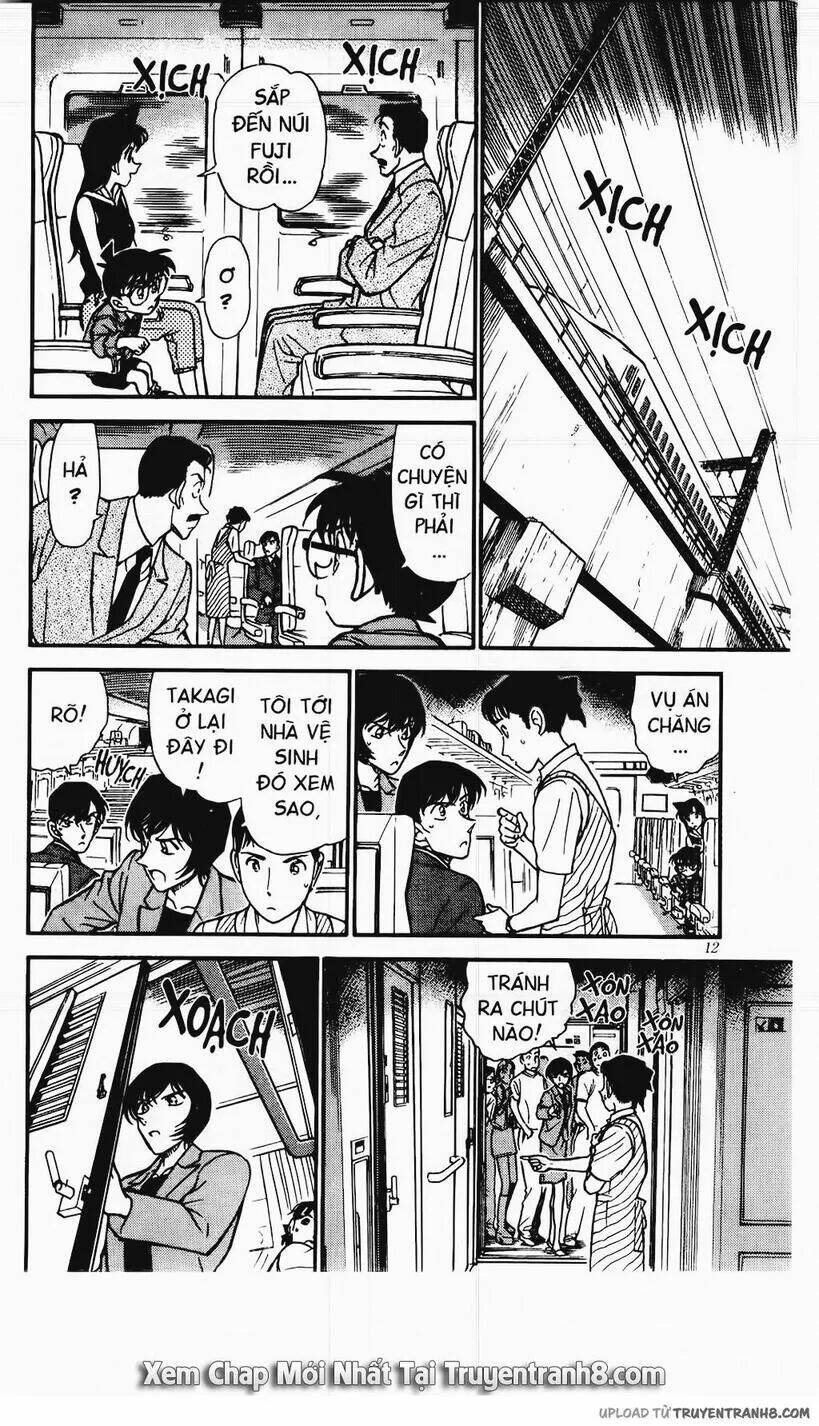 XỊCH
XỊCH
SẮP
ĐẾN NÚI
FUJI
RỒI...
Ơ
?
XỊCH
XỊCH
HẢ
?
CÓ
CHUYỆN
GÌ THÌ
PHẢI
...
RÕ!
HUỴCH
TAKAGI
Ở LẠI
ĐÂY ĐI
!
TÔI TỚI
NHÀ VỆ
SINH
ĐÓ XEM
SAO,
VỤ ÁN
CHĂNG
...
12
XOẠCH
TRÁNH
RA CHÚT
NÀO!
XÔN
XAO
XÔN
XAO
Xem Chap Mới Nhất Tại Truyentranh8.com
UPLOAD TỪ TRUYENTRANH8.COM